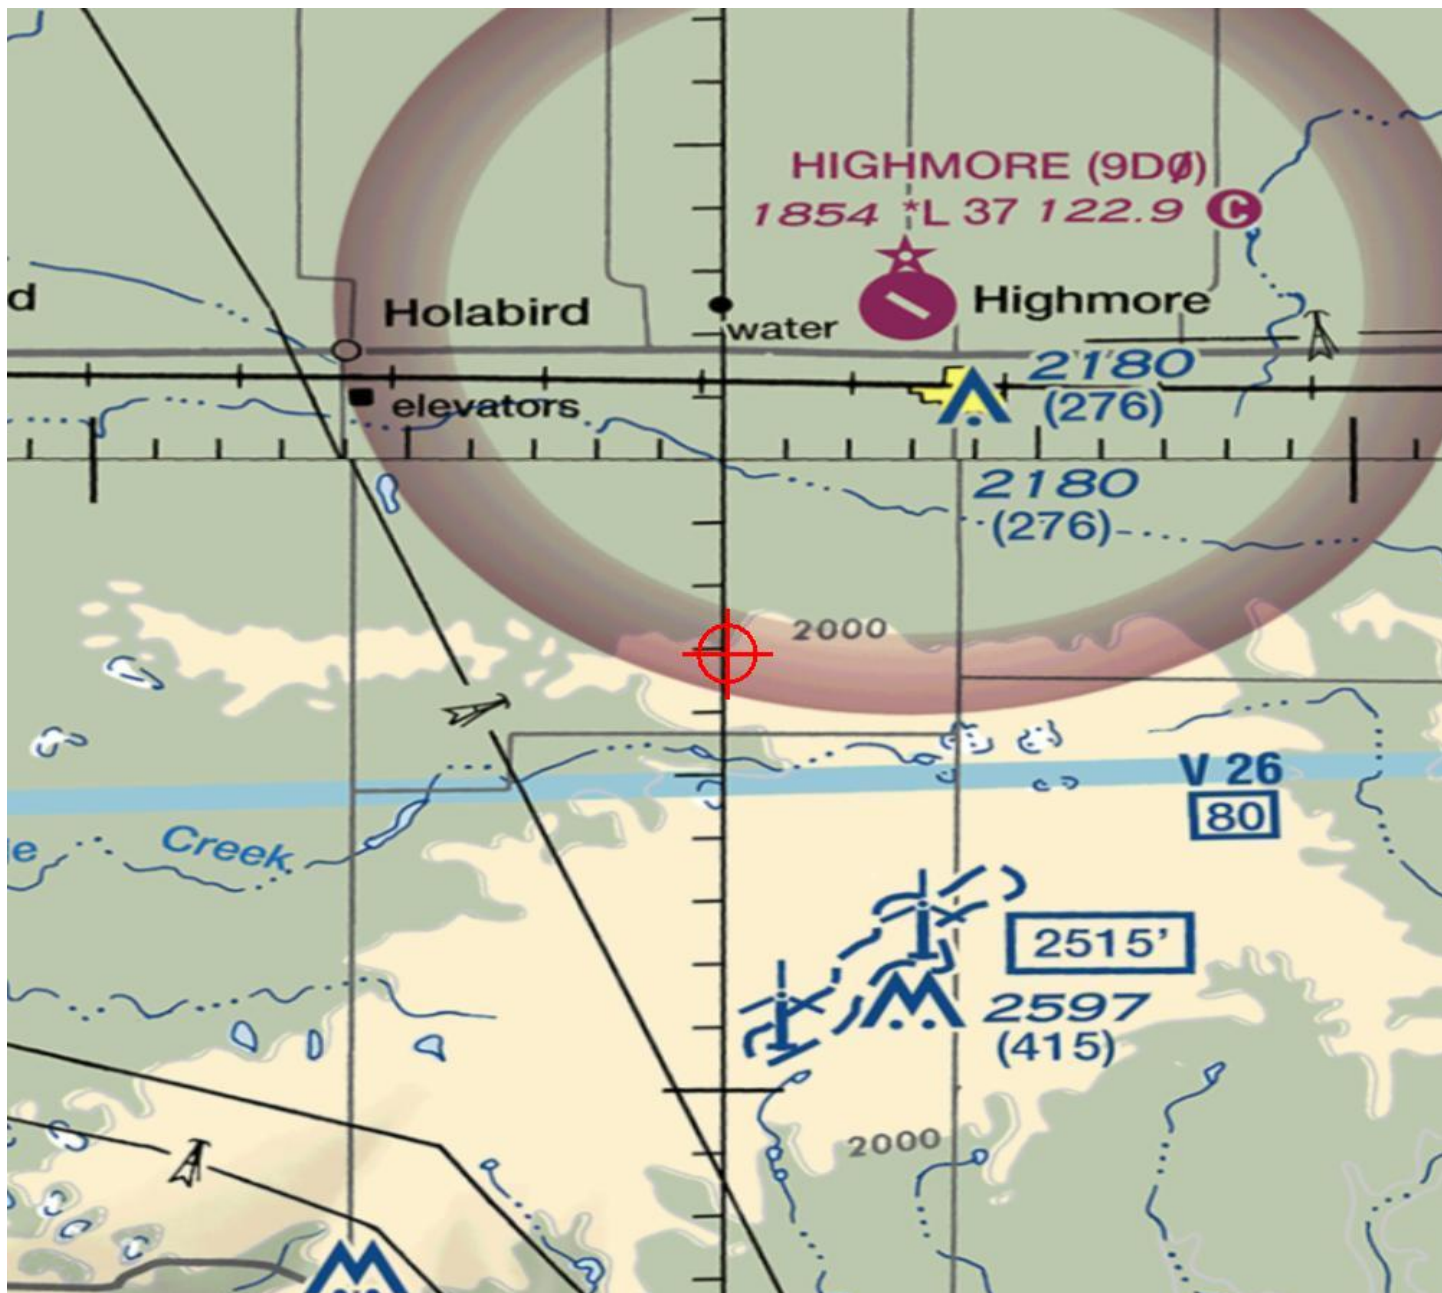 HIGHMORE (9DØ)
1854 *L 37 122.9 C
d
Holabird
water
Highmore
elevators
2180
(276)
2180
(276)
2000
V 26
80
e Creek
2515'
2597
(415)
2000